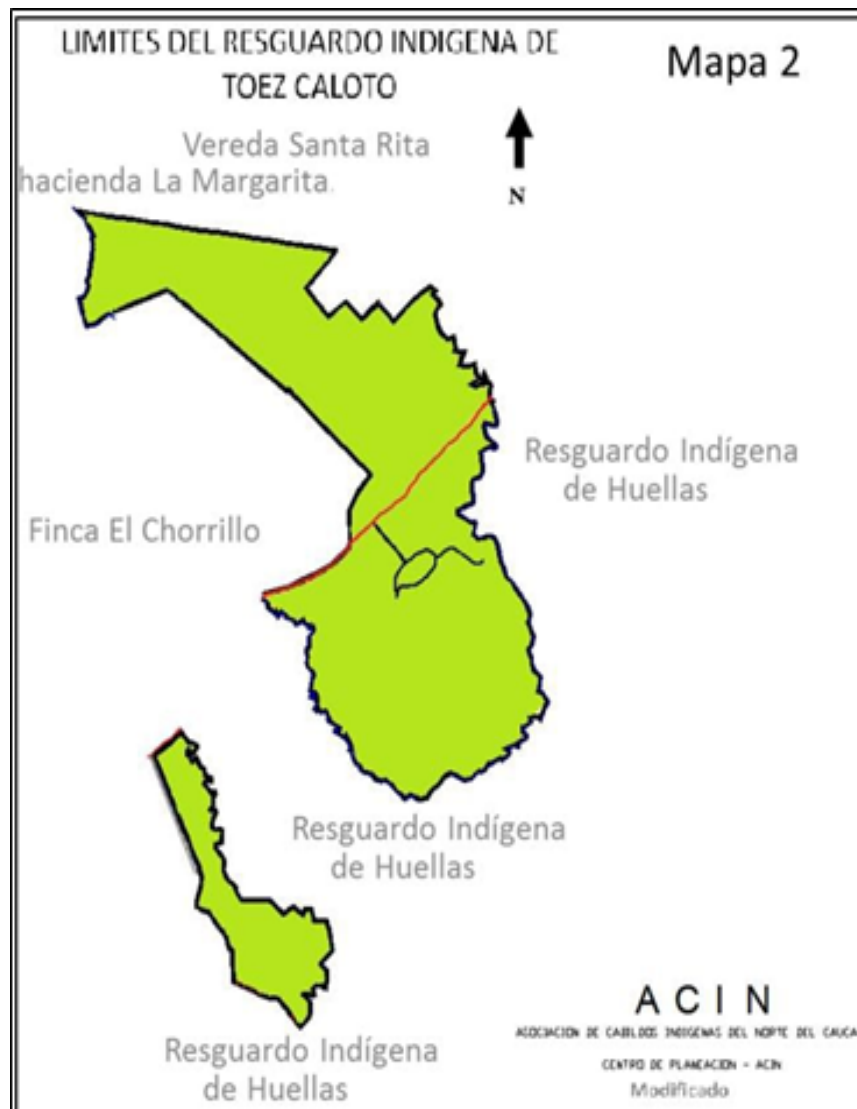 LIMITES DEL RESGUARDO INDIGENA DE
TOEZ CALOTO
Mapa 2
Vereda Santa Rita
hacienda La Margarita.
N
Resguardo Indígena
de Huellas
Finca El Chorrillo
Resguardo Indígena
de Huellas
Resguardo Indígena
de Huellas
A C I N
ASOCIACION DE CABILDOS INDIGENAS DEL NORTE DEL CAUCA
CENTRO DE PLANEACION - ACIN
Modificado